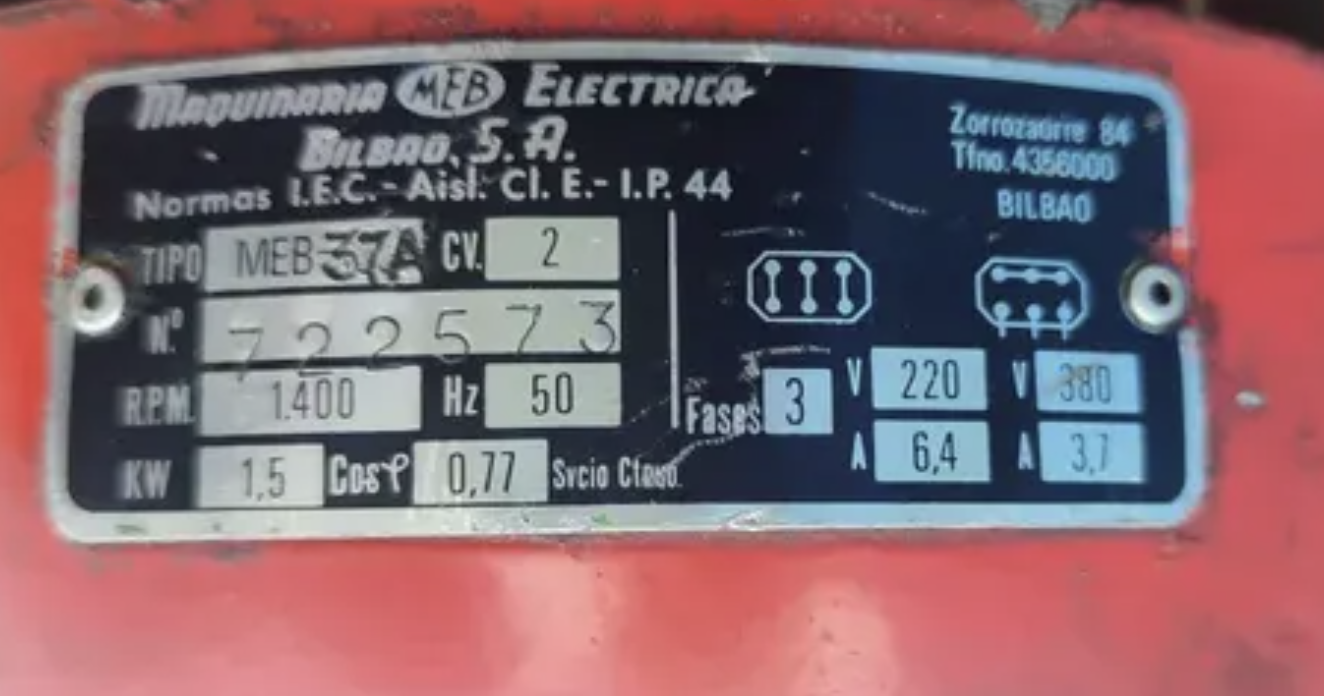 MAQUINARIA MEB ELECTRICA
BILBAO, S.A.
Normas I.E.C.- Aisl. Cl. E.- I.P. 44
Zorrozaurre 84
Tfno. 4356000
BILBAO
TIPO MEB-37A CV. 2
Nº 722573
R.P.M. 1.400 Hz 50
KW 1,5 Cos φ 0,77 Svcio Ctnuo.
Fases 3 V 220 V 380
A 6,4 A 3,7